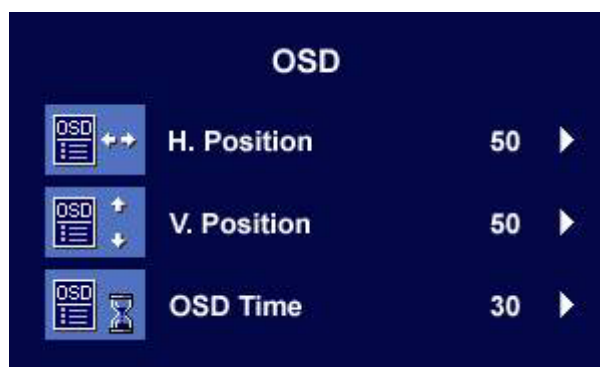 OSD
OSD H. Position 50
OSD V. Position 50
OSD OSD Time 30